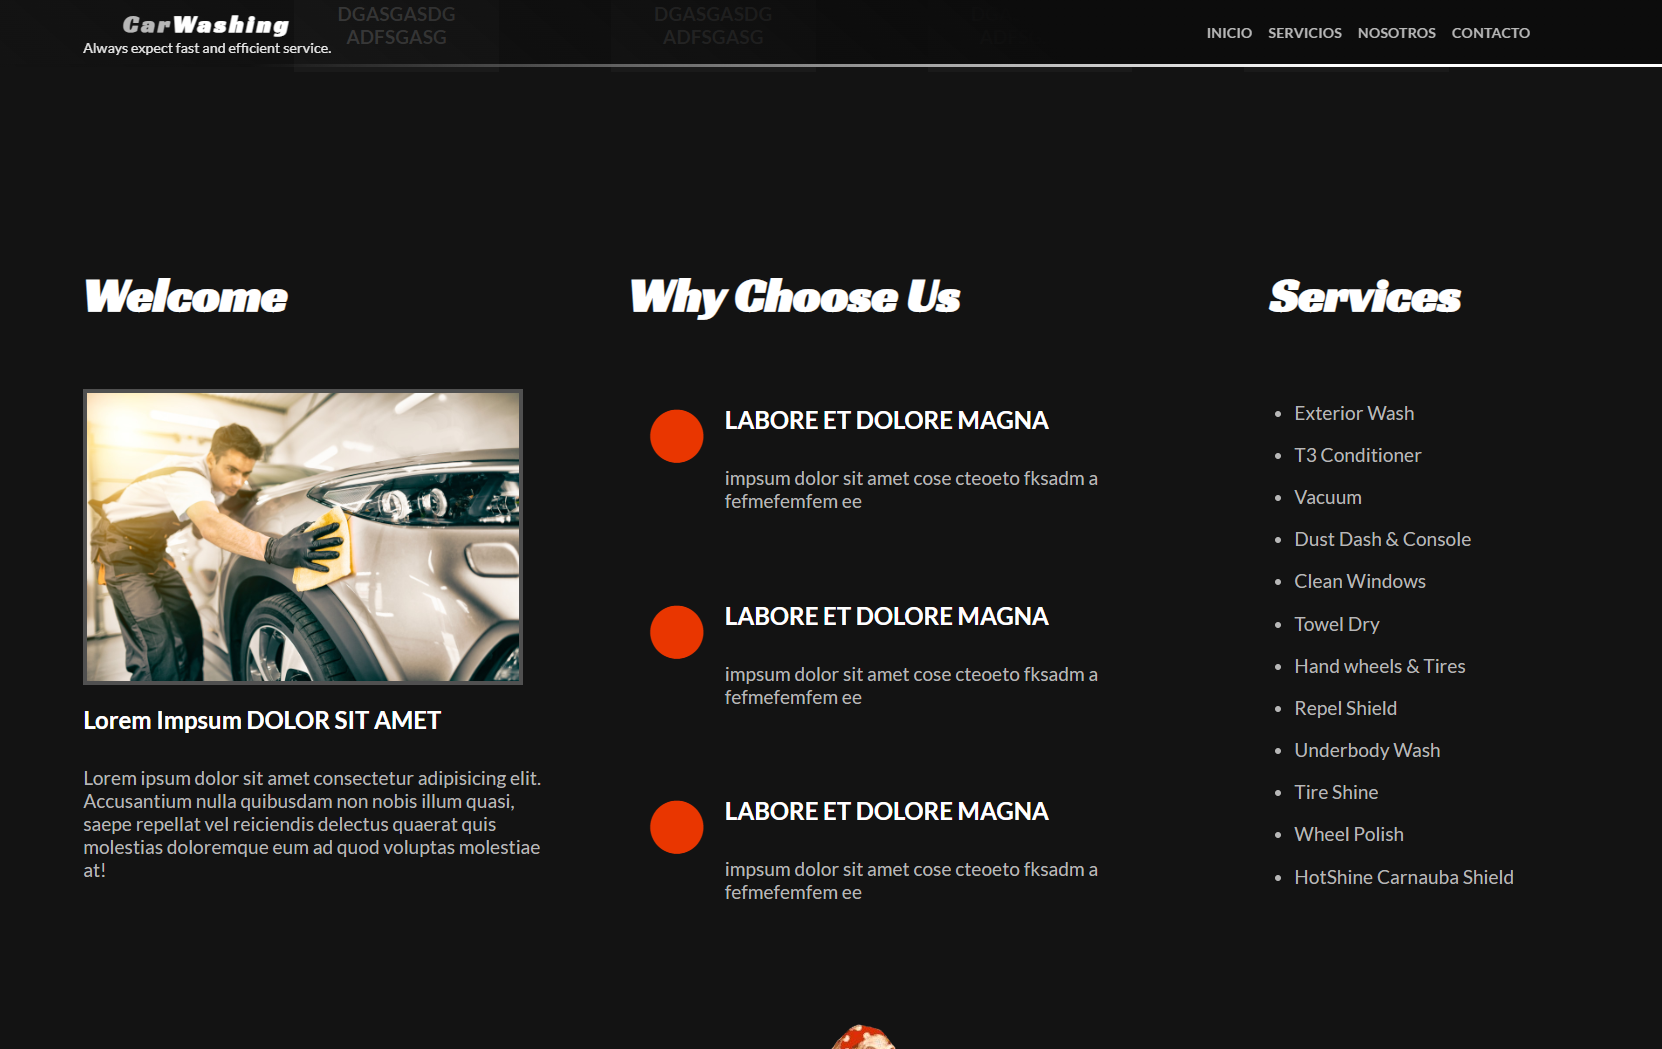 CarWashing
Always expect fast and efficient service.
DGASGASDG
ADFSGASG
DGASGASDG
ADFSGASG
INICIO SERVICIOS NOSOTROS CONTACTO
Welcome
Lorem Impsum DOLOR SIT AMET
Lorem ipsum dolor sit amet consectetur adipisicing elit.
Accusantium nulla quibusdam non nobis illum quasi,
saepe repellat vel reiciendis delectus quaerat quis
molestias doloremque eum ad quod voluptas molestiae
at!
Why Choose Us
LABORE ET DOLORE MAGNA
impsum dolor sit amet cose cteoeto fksadm a
fefmefemfem ee
LABORE ET DOLORE MAGNA
impsum dolor sit amet cose cteoeto fksadm a
fefmefemfem ee
LABORE ET DOLORE MAGNA
impsum dolor sit amet cose cteoeto fksadm a
fefmefemfem ee
Services
• Exterior Wash
• T3 Conditioner
• Vacuum
• Dust Dash & Console
• Clean Windows
• Towel Dry
• Hand wheels & Tires
• Repel Shield
• Underbody Wash
• Tire Shine
• Wheel Polish
• HotShine Carnauba Shield